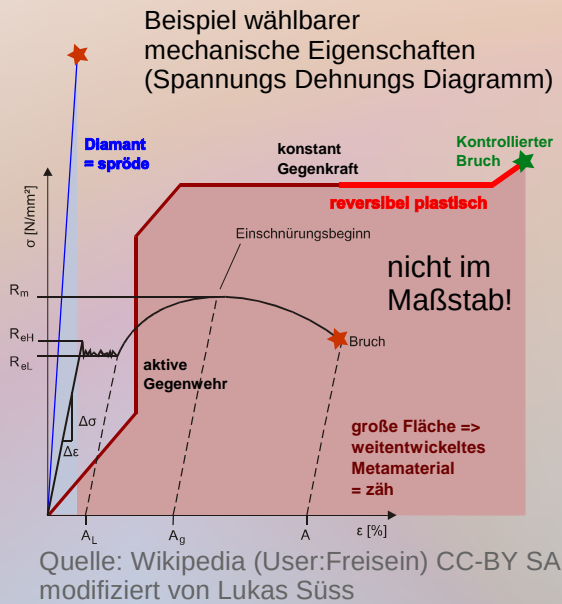 Beispiel wählbarer
mechanische Eigenschaften
(Spannungs Dehnungs Diagramm)
Diamant
= spröde
konstant
Gegenkraft
Kontrollierter
Bruch
reversibel plastisch
σ [N/mm²]
Einschnürungsbeginn
nicht im
Maßstab!
Rm
ReH
ReL
Bruch
aktive
Gegenwehr
Δσ
Δε
große Fläche =>
weitentwickeltes
Metamaterial
= zäh
AL
Ag
A
ε [%]
Quelle: Wikipedia (User:Freisein) CC-BY SA
modifiziert von Lukas Süss